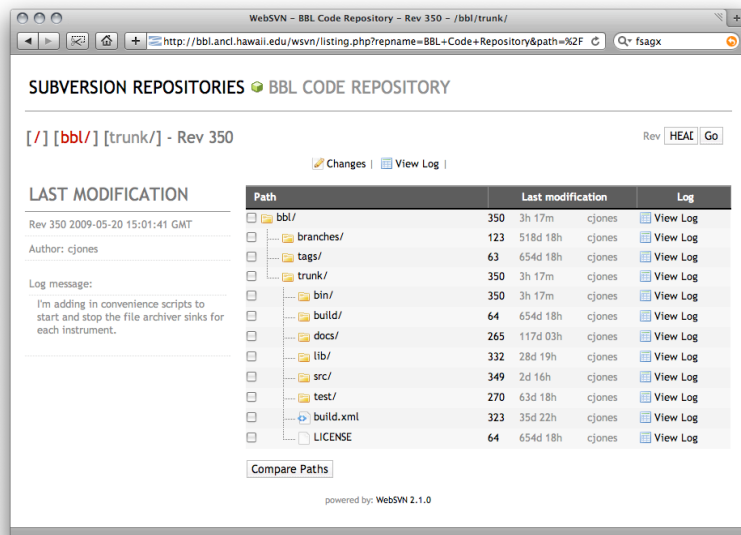 WebSVN - BBL Code Repository - Rev 350 - /bbl/trunk/
http://bbl.ancl.hawaii.edu/wsvn/listing.php?repname=BBL+Code+Repository&path=%2F fsagx
SUBVERSION REPOSITORIES BBL CODE REPOSITORY
[/] [bbl/] [trunk/] - Rev 350 Rev HEAD Go
Changes | View Log |
LAST MODIFICATION
Rev 350 2009-05-20 15:01:41 GMT
Author: cjones
Log message:
I'm adding in convenience scripts to
start and stop the file archiver sinks for
each instrument.
Path Last modification Log
bbl/ 350 3h 17m cjones View Log
branches/ 123 518d 18h cjones View Log
tags/ 63 654d 18h cjones View Log
trunk/ 350 3h 17m cjones View Log
bin/ 350 3h 17m cjones View Log
build/ 64 654d 18h cjones View Log
docs/ 265 117d 03h cjones View Log
lib/ 332 28d 19h cjones View Log
src/ 349 2d 16h cjones View Log
test/ 270 63d 18h cjones View Log
build.xml 323 35d 22h cjones View Log
LICENSE 64 654d 18h cjones View Log
Compare Paths
powered by: WebSVN 2.1.0